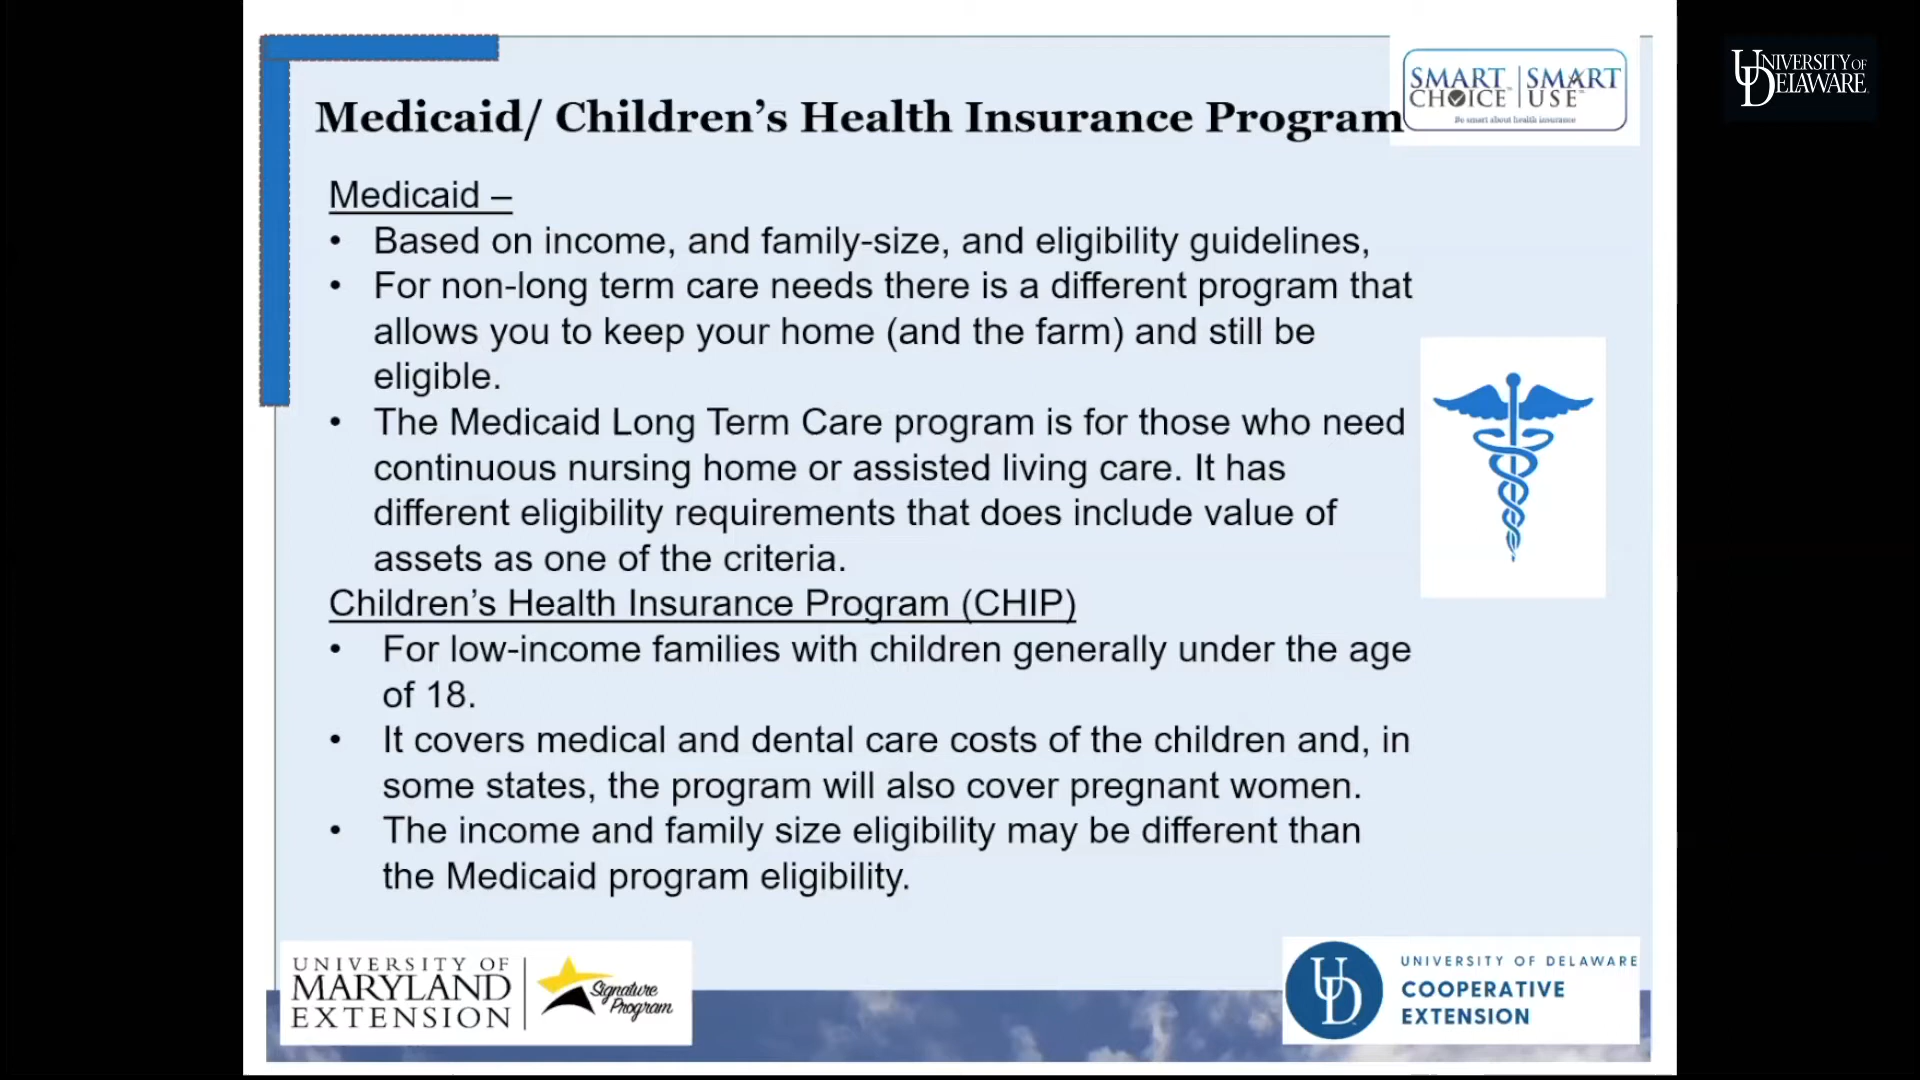 UNIVERSITY OF
DELAWARE
SMART SMART
CHOICE USE
Be smart about health insurance
Medicaid/ Children’s Health Insurance Program
Medicaid –
• Based on income, and family-size, and eligibility guidelines,
• For non-long term care needs there is a different program that
allows you to keep your home (and the farm) and still be
eligible.
• The Medicaid Long Term Care program is for those who need
continuous nursing home or assisted living care. It has
different eligibility requirements that does include value of
assets as one of the criteria.
Children’s Health Insurance Program (CHIP)
• For low-income families with children generally under the age
of 18.
• It covers medical and dental care costs of the children and, in
some states, the program will also cover pregnant women.
• The income and family size eligibility may be different than
the Medicaid program eligibility.
UNIVERSITY OF
MARYLAND
EXTENSION
Signature
Program
UD
UNIVERSITY OF DELAWARE
COOPERATIVE
EXTENSION